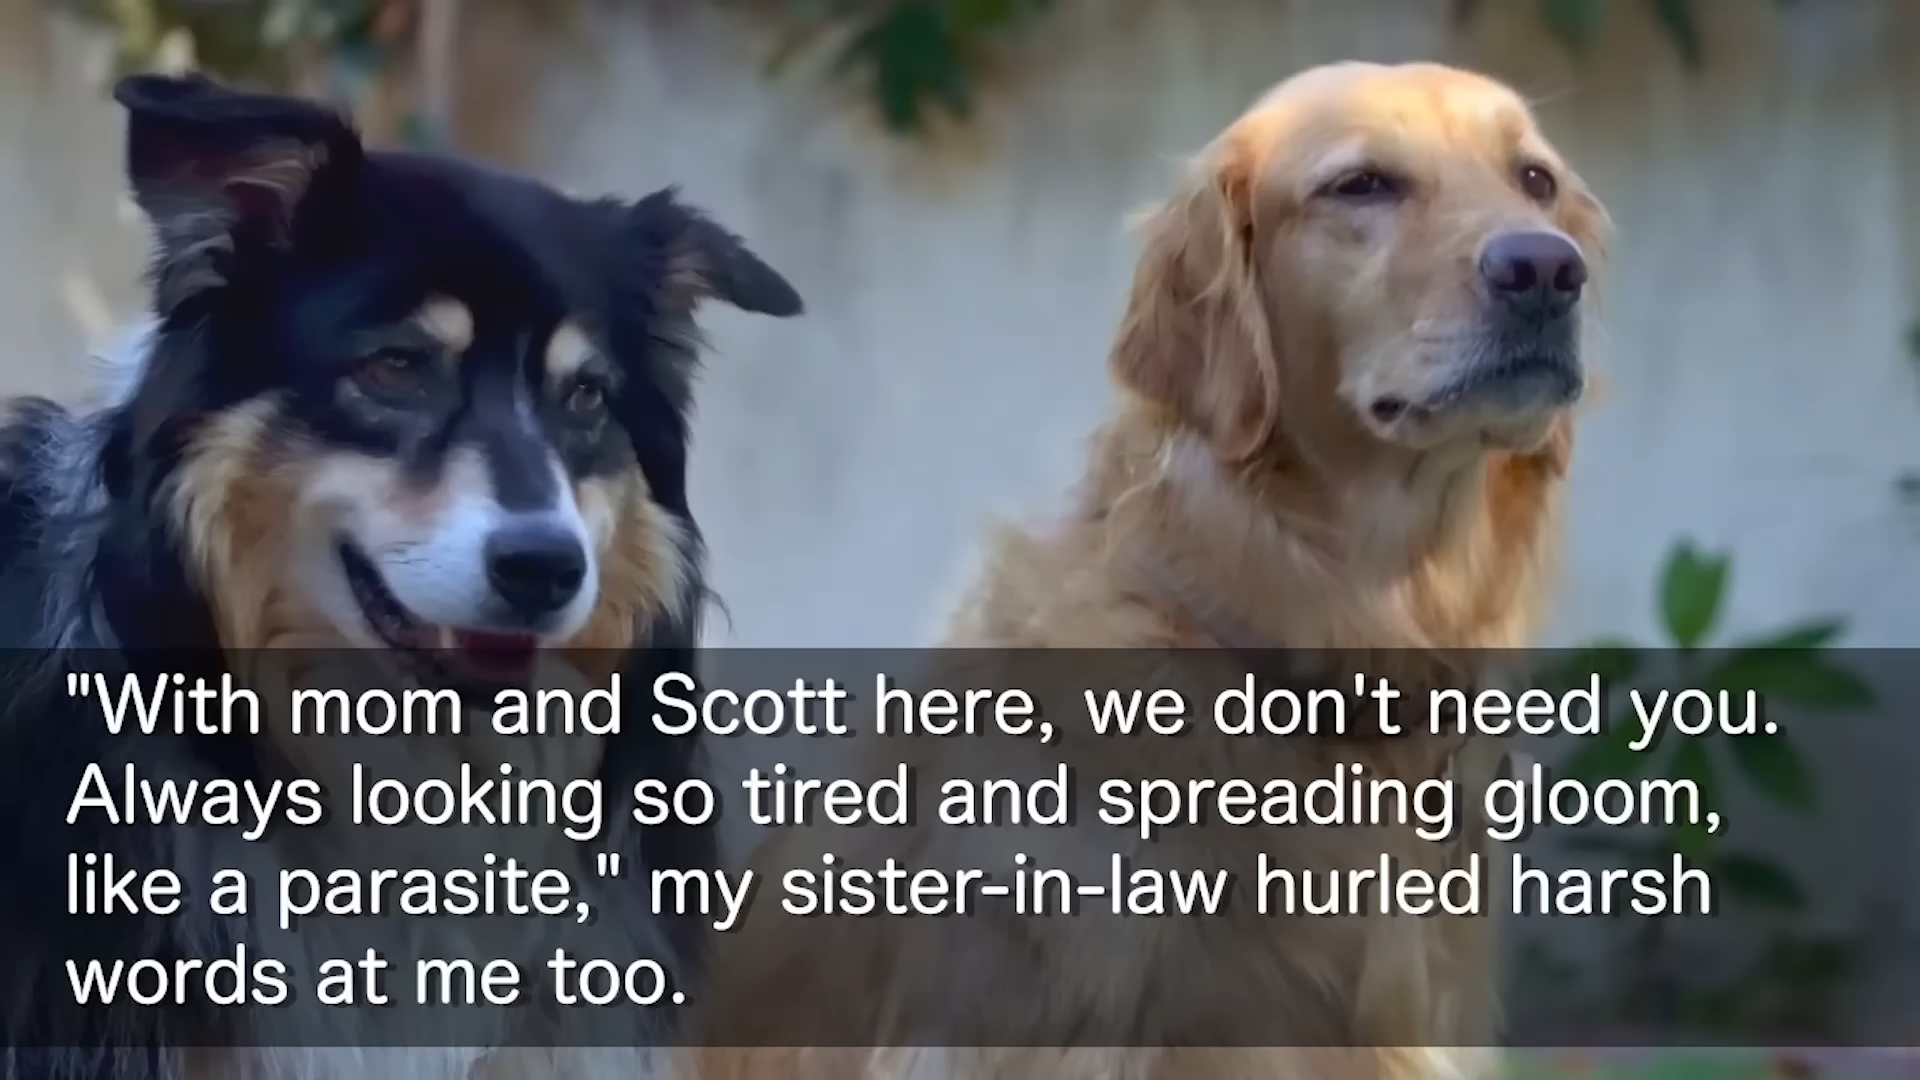 "With mom and Scott here, we don't need you.
Always looking so tired and spreading gloom,
like a parasite," my sister-in-law hurled harsh
words at me too.